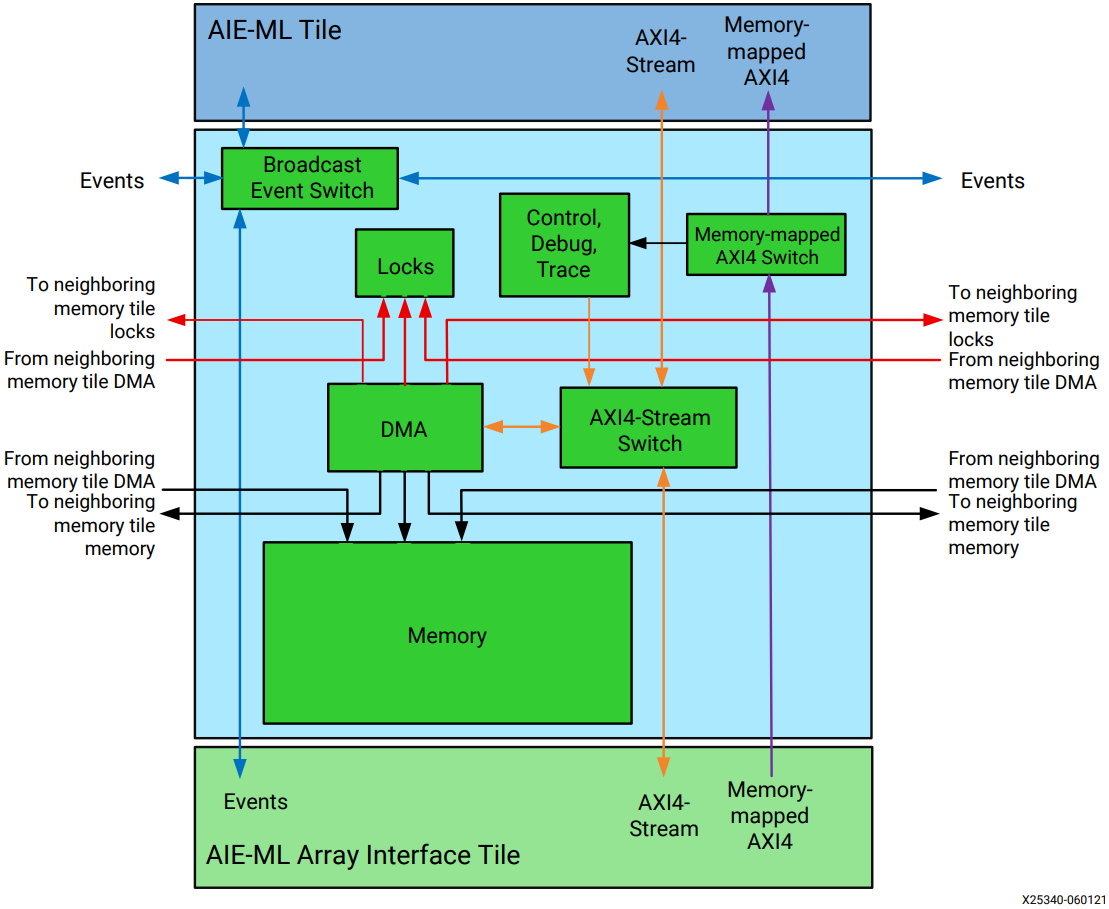 AIE-ML Tile
AXI4-
Stream
Memory-
mapped
AXI4
Events
Broadcast
Event Switch
Events
Control,
Debug,
Trace
Memory-mapped
AXI4 Switch
Locks
To neighboring
memory tile
locks
From neighboring
memory tile DMA
To neighboring
memory tile
locks
From neighboring
memory tile DMA
DMA
AXI4-Stream
Switch
From neighboring
memory tile DMA
To neighboring
memory tile
memory
From neighboring
memory tile DMA
To neighboring
memory tile
memory
Memory
Events
AXI4-
Stream
Memory-
mapped
AXI4
AIE-ML Array Interface Tile
X25340-060121